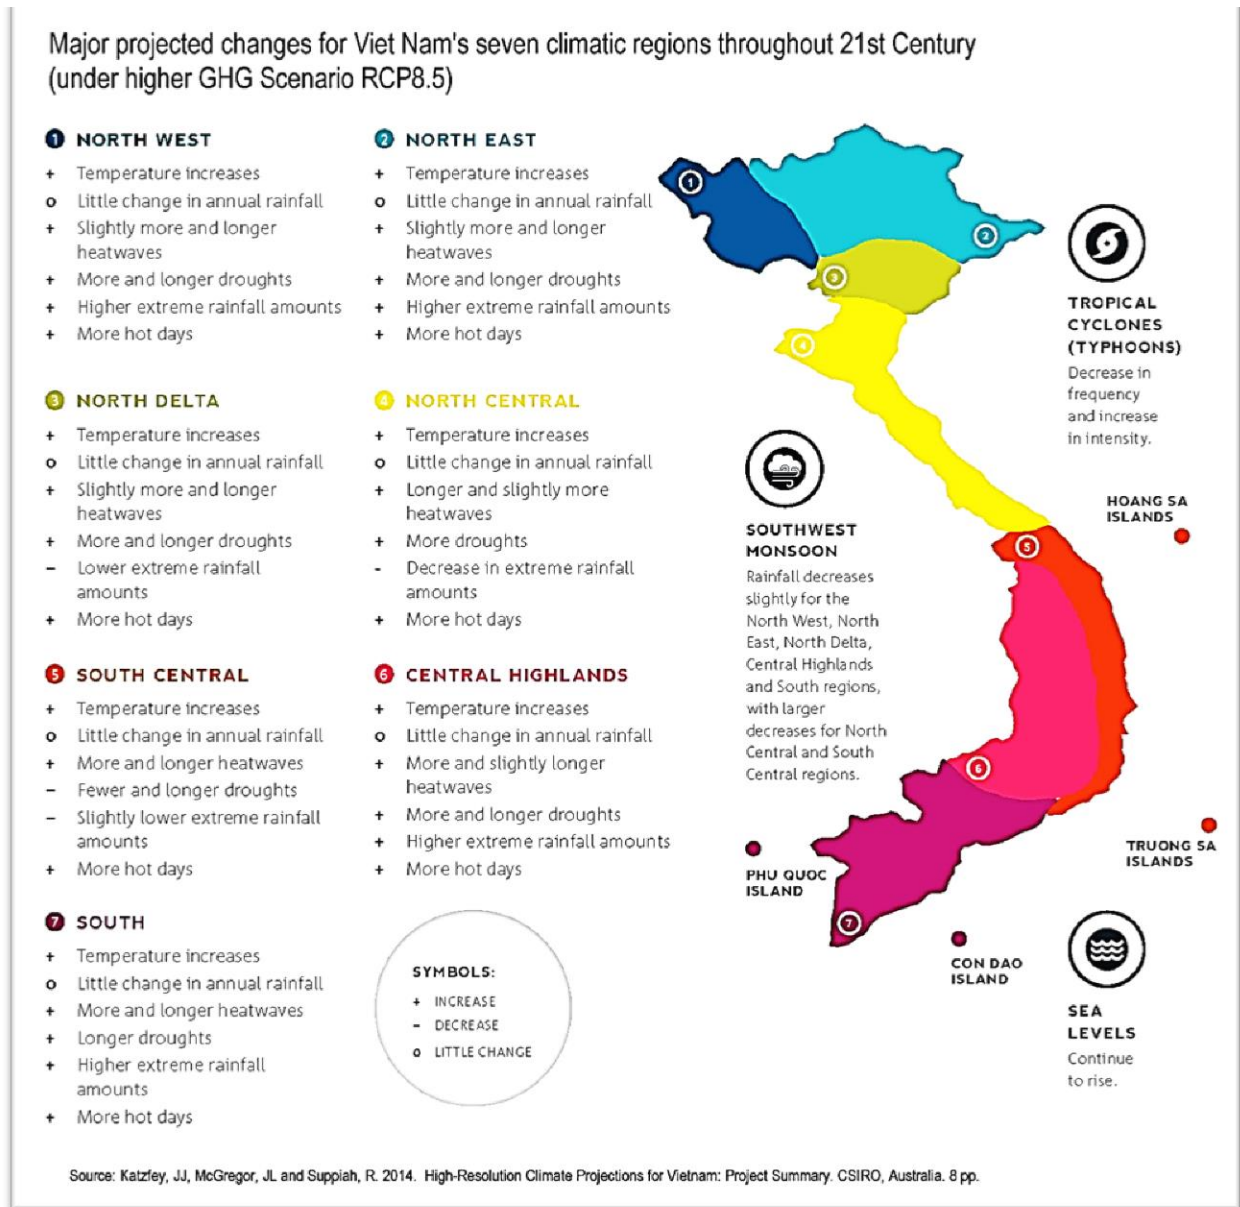 Major projected changes for Viet Nam's seven climatic regions throughout 21st Century
(under higher GHG Scenario RCP8.5)
1 NORTH WEST
+ Temperature increases
o Little change in annual rainfall
+ Slightly more and longer
heatwaves
+ More and longer droughts
+ Higher extreme rainfall amounts
+ More hot days
2 NORTH EAST
+ Temperature increases
o Little change in annual rainfall
+ Slightly more and longer
heatwaves
+ More and longer droughts
+ Higher extreme rainfall amounts
+ More hot days
3 NORTH DELTA
+ Temperature increases
o Little change in annual rainfall
+ Slightly more and longer
heatwaves
+ More and longer droughts
– Lower extreme rainfall
amounts
+ More hot days
4 NORTH CENTRAL
+ Temperature increases
o Little change in annual rainfall
+ Longer and slightly more
heatwaves
+ More droughts
- Decrease in extreme rainfall
amounts
+ More hot days
5 SOUTH CENTRAL
+ Temperature increases
o Little change in annual rainfall
+ More and longer heatwaves
– Fewer and longer droughts
– Slightly lower extreme rainfall
amounts
+ More hot days
6 CENTRAL HIGHLANDS
+ Temperature increases
o Little change in annual rainfall
+ More and slightly longer
heatwaves
+ More and longer droughts
+ Higher extreme rainfall amounts
+ More hot days
7 SOUTH
+ Temperature increases
o Little change in annual rainfall
+ More and longer heatwaves
+ Longer droughts
+ Higher extreme rainfall
amounts
+ More hot days
SYMBOLS:
+ INCREASE
– DECREASE
o LITTLE CHANGE
1
2
3
4
5
6
7
TROPICAL
CYCLONES
(TYPHOONS)
Decrease in
frequency
and increase
in intensity.
SOUTHWEST
MONSOON
Rainfall decreases
slightly for the
North West, North
East, North Delta,
Central Highlands
and South regions,
with larger
decreases for North
Central and South
Central regions.
HOANG SA
ISLANDS
TRUONG SA
ISLANDS
PHU QUOC
ISLAND
CON DAO
ISLAND
SEA
LEVELS
Continue
to rise.
Source: Katzfey, JJ, McGregor, JL and Suppiah, R. 2014. High-Resolution Climate Projections for Vietnam: Project Summary. CSIRO, Australia. 8 pp.